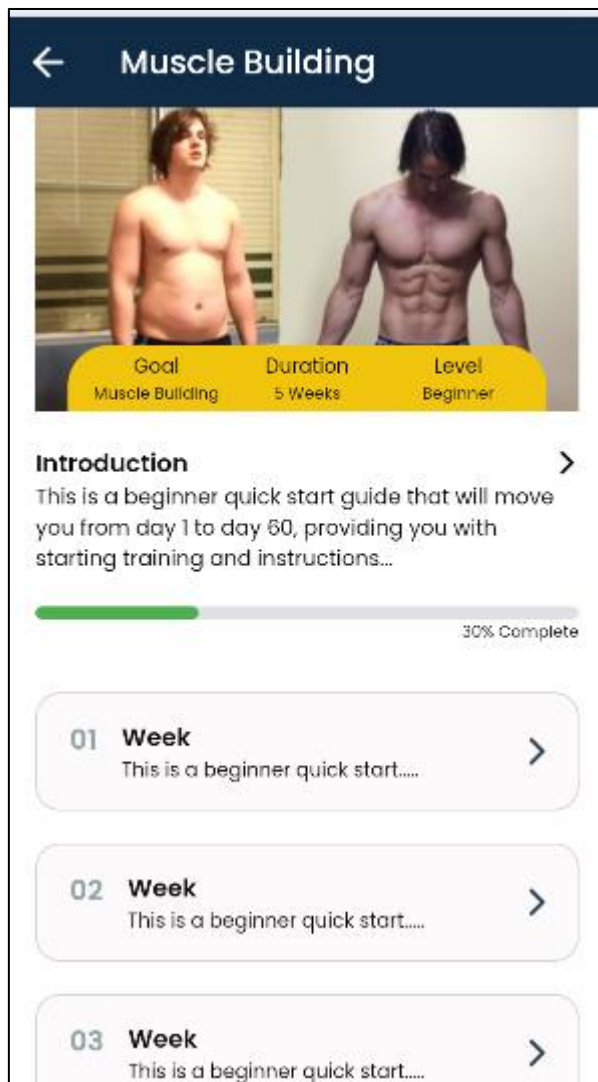 Muscle Building
Goal Duration Level
Muscle Building 5 Weeks Beginner
Introduction
This is a beginner quick start guide that will move
you from day 1 to day 60, providing you with
starting training and instructions...
30% Complete
01 Week
This is a beginner quick start.....
02 Week
This is a beginner quick start.....
03 Week
This is a beginner quick start.....